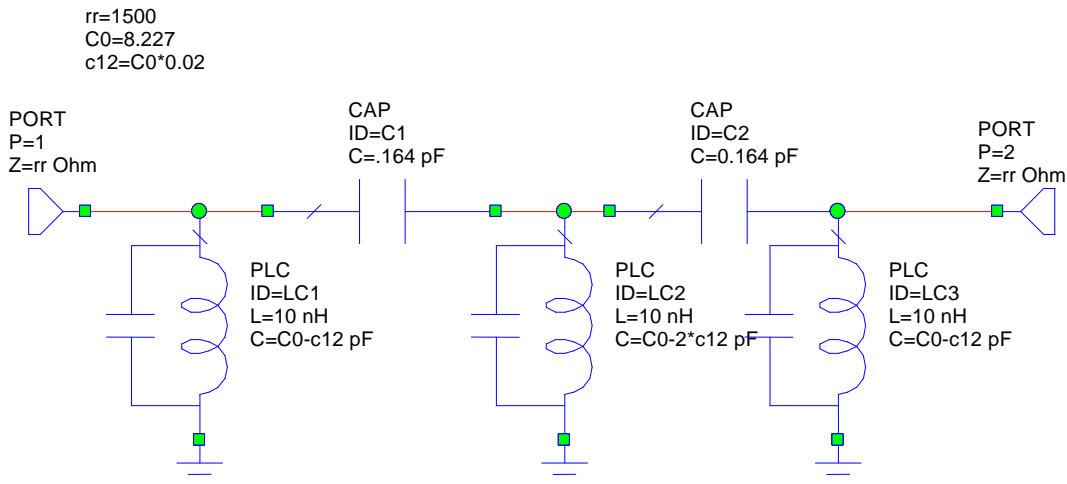 rr=1500
C0=8.227
c12=C0*0.02
PORT
P=1
Z=rr Ohm
CAP
ID=C1
C=.164 pF
CAP
ID=C2
C=0.164 pF
PORT
P=2
Z=rr Ohm
PLC
ID=LC1
L=10 nH
C=C0-c12 pF
PLC
ID=LC2
L=10 nH
C=C0-2*c12 pF
PLC
ID=LC3
L=10 nH
C=C0-c12 pF